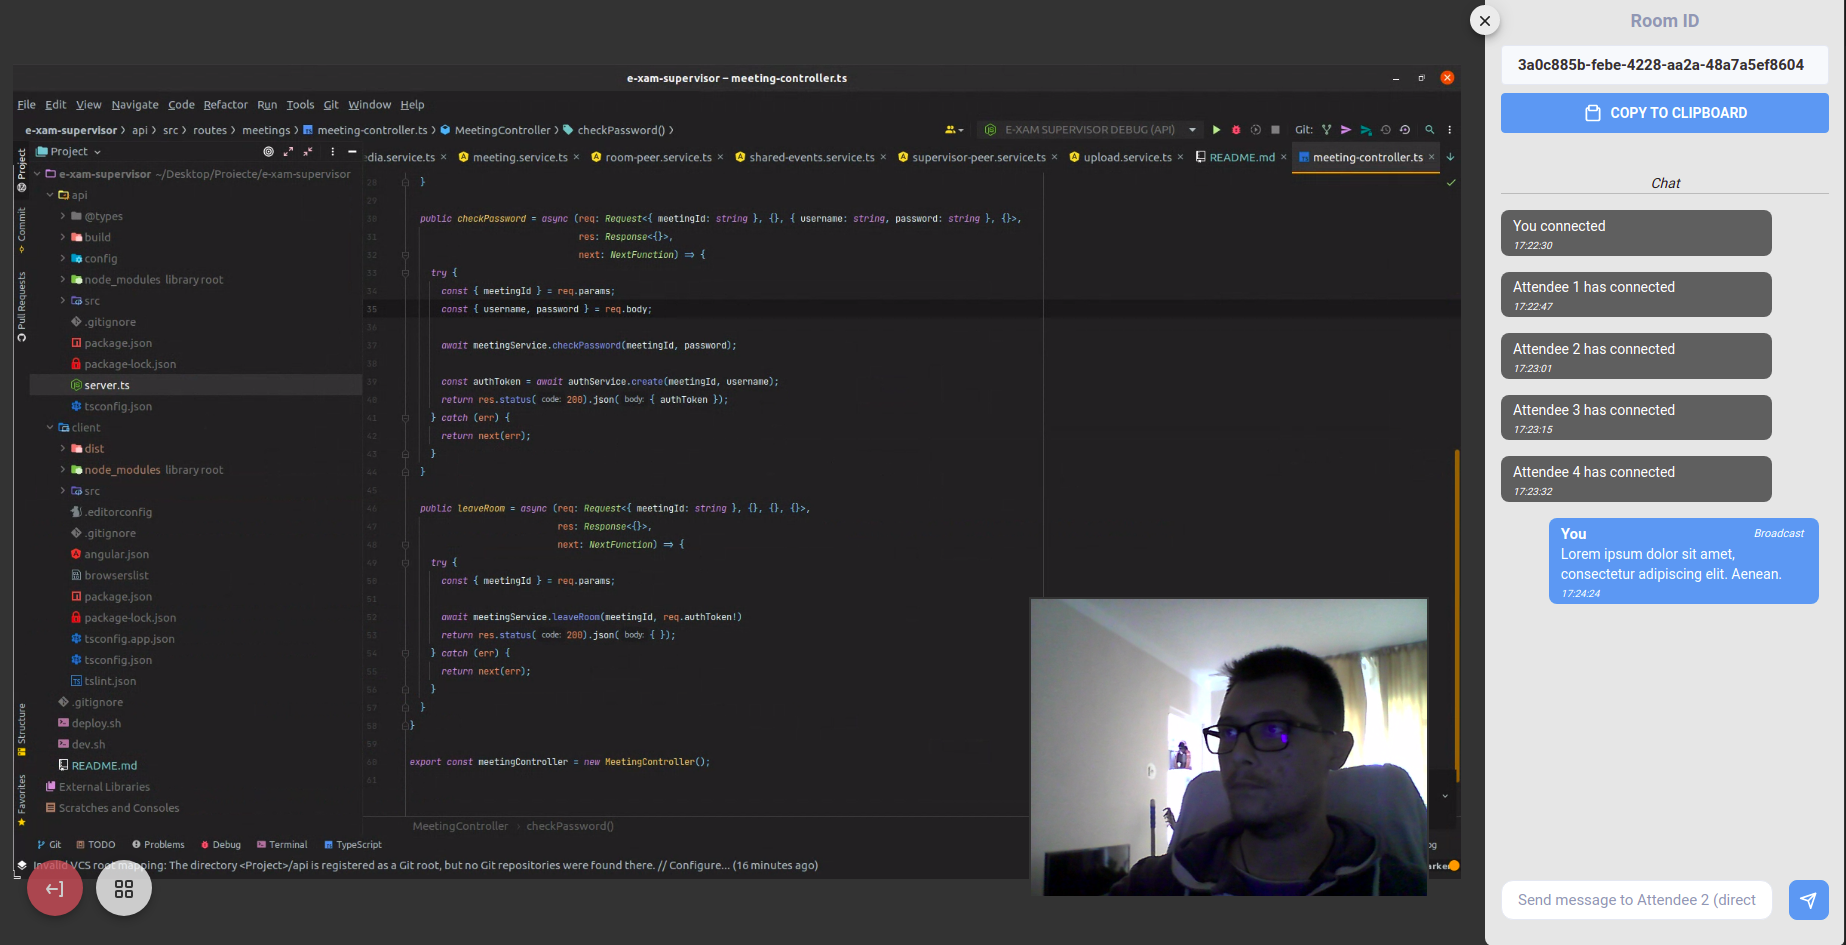 e-xam-supervisor – meeting-controller.ts
File Edit View Navigate Code Refactor Run Tools Git Window Help
e-xam-supervisor › api › src › routes › meetings › meeting-controller.ts › MeetingController › checkPassword() ›
E-XAM SUPERVISOR DEBUG (API)
Git:
Project
dia.service.ts × meeting.service.ts × room-peer.service.ts × shared-events.service.ts × supervisor-peer.service.ts × upload.service.ts × README.md × meeting-controller.ts ×
Project
Commit
Pull Requests
Structure
Favorites
e-xam-supervisor ~/Desktop/Proiecte/e-xam-supervisor
api
@types
build
config
node_modules library root
src
.gitignore
package.json
package-lock.json
server.ts
tsconfig.json
client
dist
node_modules library root
src
.editorconfig
.gitignore
angular.json
browserslist
package.json
package-lock.json
tsconfig.app.json
tsconfig.json
tslint.json
.gitignore
deploy.sh
dev.sh
README.md
External Libraries
Scratches and Consoles
28 }
29
30 public checkPassword = async (req: Request<{ meetingId: string }, {}, { username: string, password: string }, {}>,
31 res: Response<{}>,
32 next: NextFunction) => {
33 try {
34 const { meetingId } = req.params;
35 const { username, password } = req.body;
36
37 await meetingService.checkPassword(meetingId, password);
38
39 const authToken = await authService.create(meetingId, username);
40 return res.status( code: 200).json( body: { authToken });
41 } catch (err) {
42 return next(err);
43 }
44 }
45
46 public leaveRoom = async (req: Request<{ meetingId: string }, {}, {}, {}>,
47 res: Response<{}>,
48 next: NextFunction) => {
49 try {
50 const { meetingId } = req.params;
51
52 await meetingService.leaveRoom(meetingId, req.authToken!)
53 return res.status( code: 200).json( body: { });
54 } catch (err) {
55 return next(err);
56 }
57 }
58 }
59
60 export const meetingController = new MeetingController();
61
MeetingController › checkPassword()
Git TODO Problems Debug Terminal TypeScript
Invalid VCS root mapping: The directory <Project>/api is registered as a Git root, but no Git repositories were found there. // Configure... (16 minutes ago)
Room ID
3a0c885b-febe-4228-aa2a-48a7a5ef8604
COPY TO CLIPBOARD
Chat
You connected
17:22:30
Attendee 1 has connected
17:22:47
Attendee 2 has connected
17:23:01
Attendee 3 has connected
17:23:15
Attendee 4 has connected
17:23:32
You Broadcast
Lorem ipsum dolor sit amet,
consectetur adipiscing elit. Aenean.
17:24:24
Send message to Attendee 2 (direct